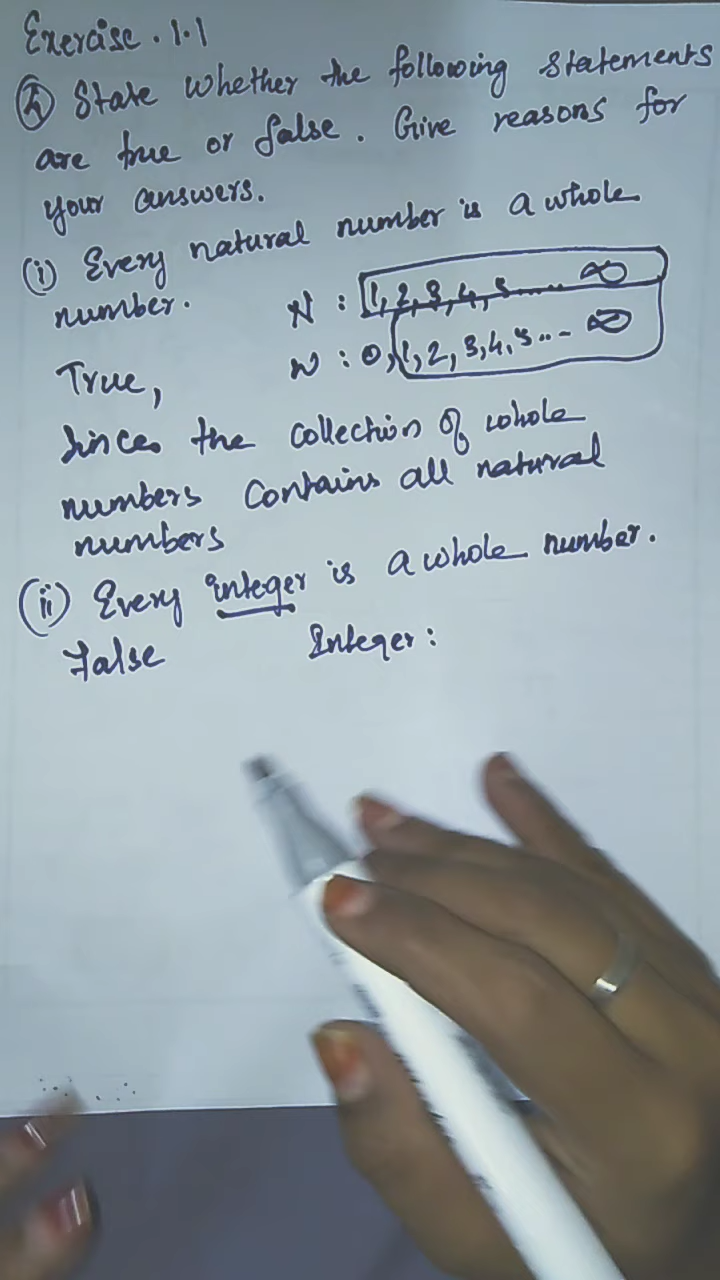 Exercise. 1.1
④ State whether the following statements
are true or false. Give reasons for
your answers.
(i) Every natural number is a whole
number. N : 1, 2, 3, 4, 5..... ∞
True, W : 0, 1, 2, 3, 4, 5... ∞
Since the collection of whole
numbers contains all natural
numbers
(ii) Every integer is a whole number.
False Integer :